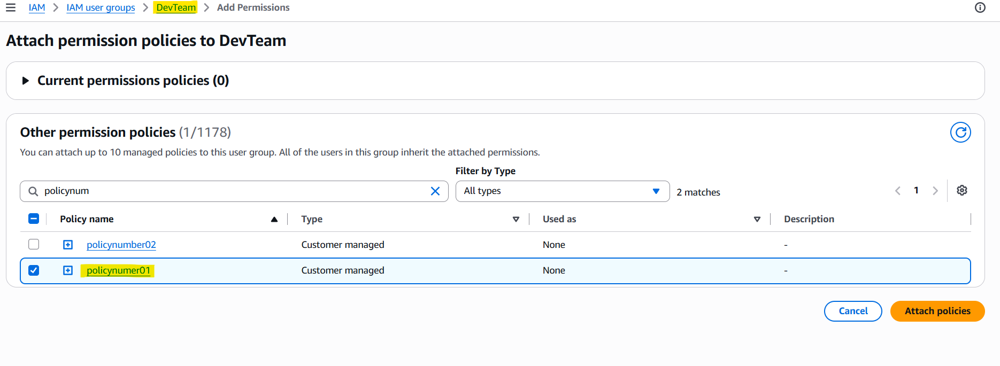 IAM > IAM user groups > DevTeam > Add Permissions
Attach permission policies to DevTeam
Current permissions policies (0)
Other permission policies (1/1178)
You can attach up to 10 managed policies to this user group. All of the users in this group inherit the attached permissions.
Filter by Type
policynum All types 2 matches 1
Policy name Type Used as Description
policynumber02 Customer managed None -
policynumer01 Customer managed None -
Cancel Attach policies